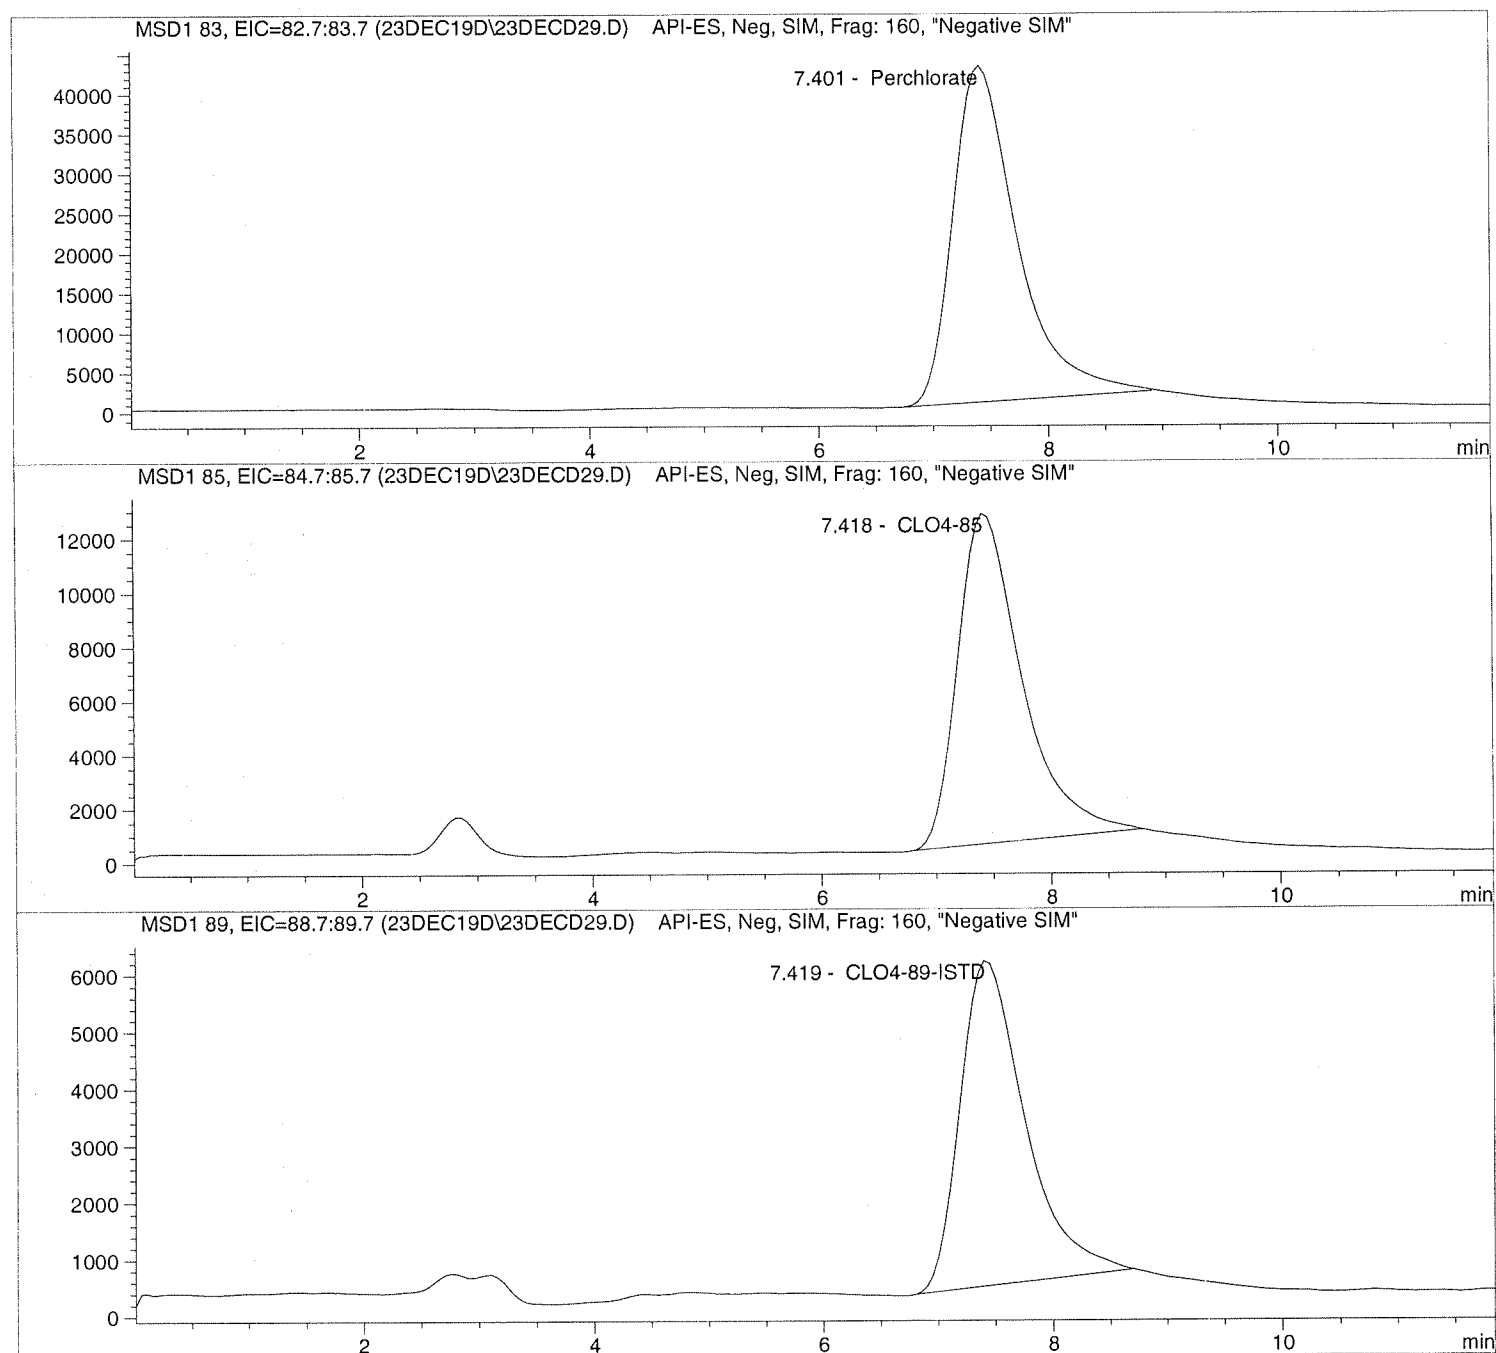 MSD1 83, EIC=82.7:83.7 (23DEC19D\23DECD29.D) API-ES, Neg, SIM, Frag: 160, "Negative SIM"
7.401 - Perchlorate
40000
35000
30000
25000
20000
15000
10000
5000
0
2 4 6 8 10 min
MSD1 85, EIC=84.7:85.7 (23DEC19D\23DECD29.D) API-ES, Neg, SIM, Frag: 160, "Negative SIM"
7.418 - CLO4-85
12000
10000
8000
6000
4000
2000
0
2 4 6 8 10 min
MSD1 89, EIC=88.7:89.7 (23DEC19D\23DECD29.D) API-ES, Neg, SIM, Frag: 160, "Negative SIM"
7.419 - CLO4-89-ISTD
6000
5000
4000
3000
2000
1000
0
2 4 6 8 10 min